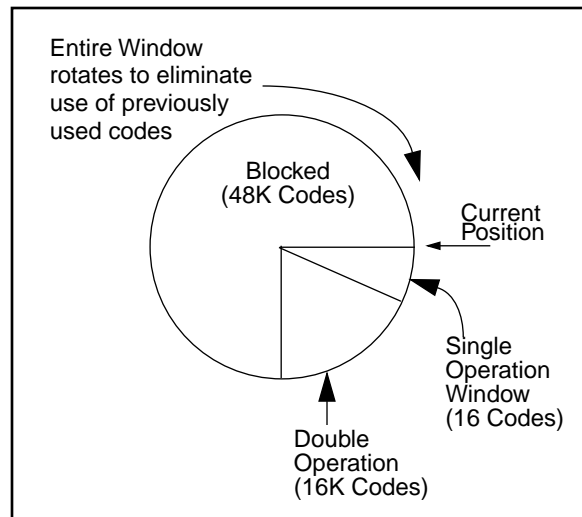 Entire Window
rotates to eliminate
use of previously
used codes
Blocked
(48K Codes)
Current
Position
Single
Operation
Window
(16 Codes)
Double
Operation
(16K Codes)